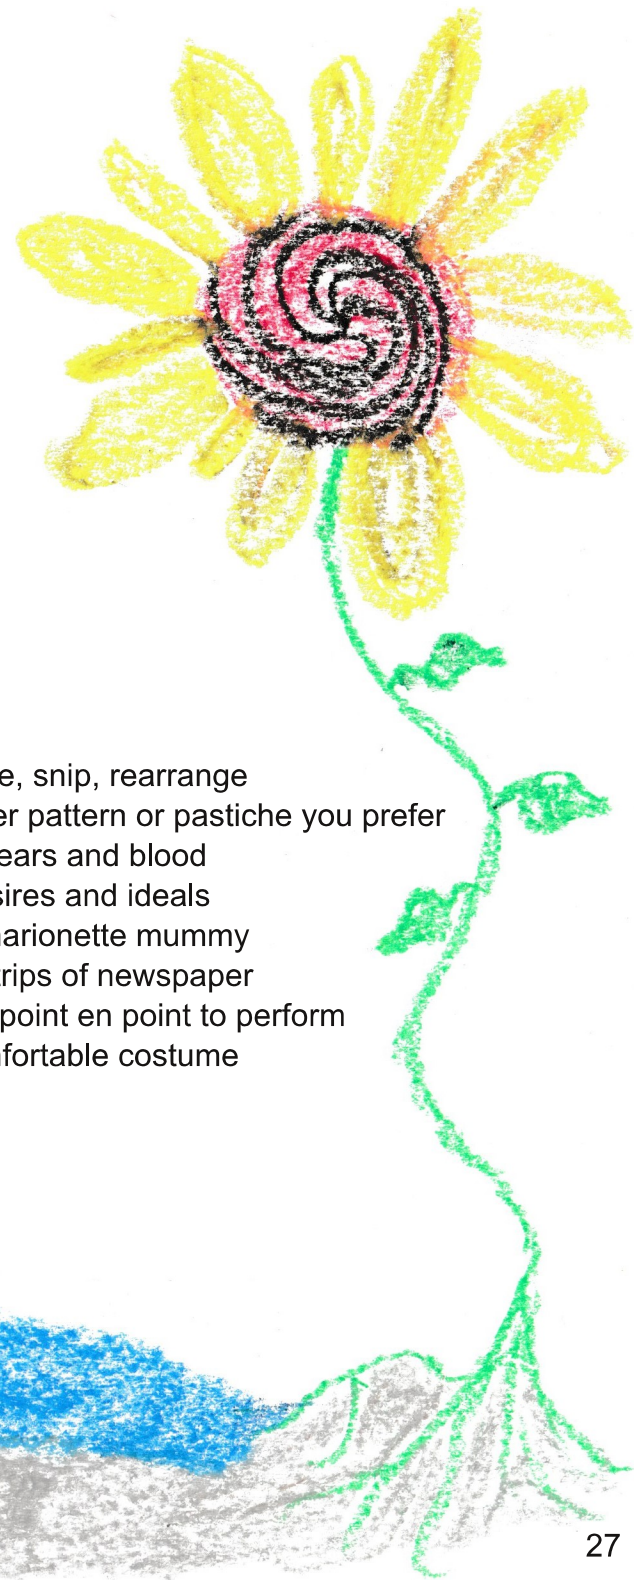 e, snip, rearrange
er pattern or pastiche you prefer
ears and blood
sires and ideals
arionette mummy
trips of newspaper
point en point to perform
fortable costume
27